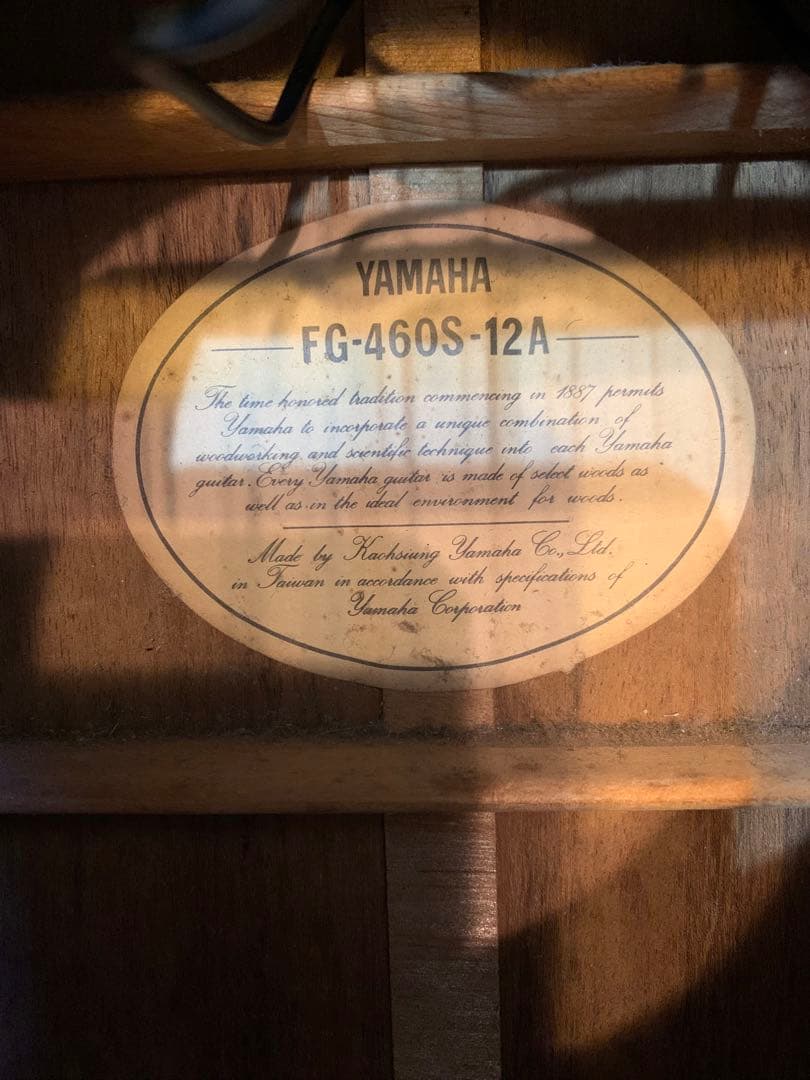 YAMAHA
FG-460S-12A
The time honored tradition commencing in 1887 permits
Yamaha to incorporate a unique combination of
woodworking and scientific technique into each Yamaha
guitar. Every Yamaha guitar is made of select woods as
well as in the ideal environment for woods.
Made by Kaohsiung Yamaha Co., Ltd.
in Taiwan in accordance with specifications of
Yamaha Corporation